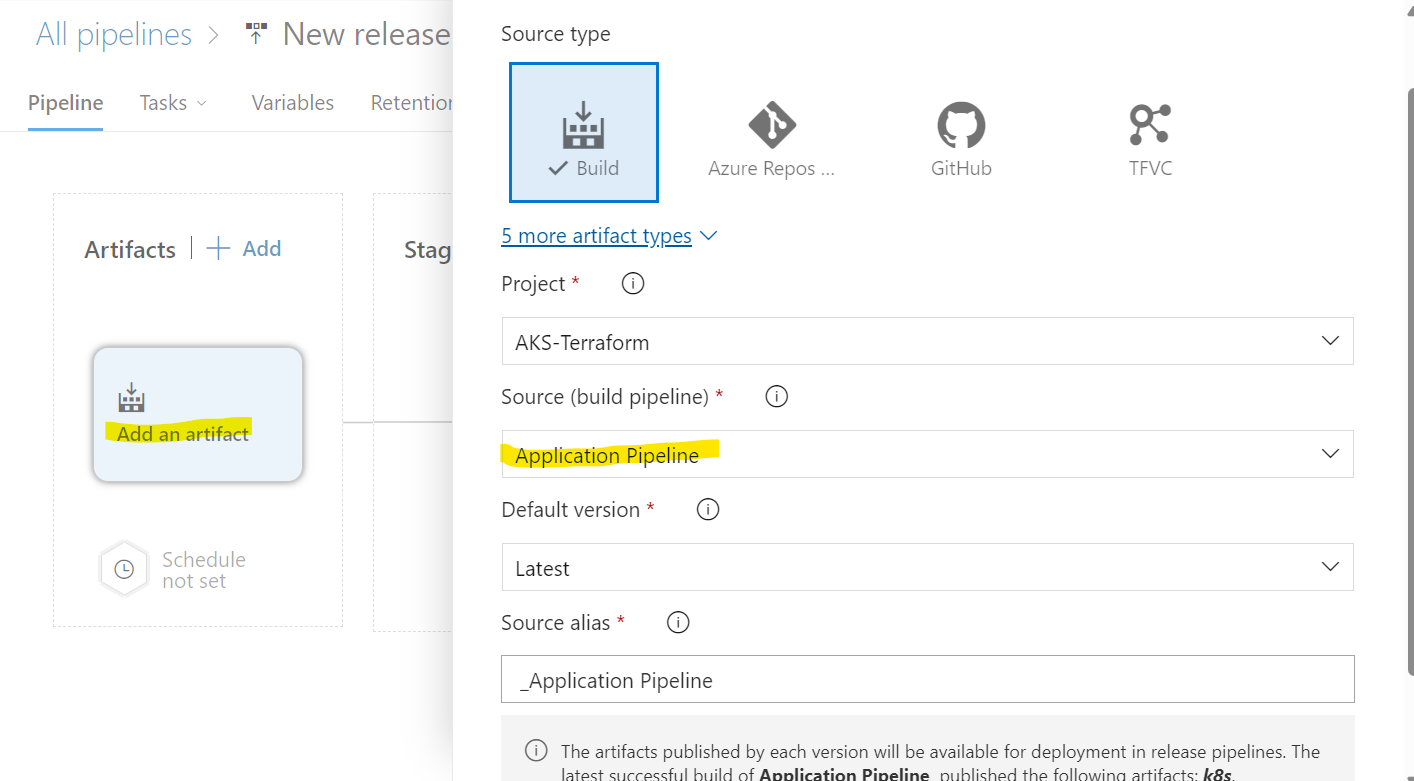 All pipelines > New release
Pipeline Tasks Variables Retention
Artifacts | + Add
Stag
Add an artifact
Schedule
not set
Source type
Build
Azure Repos ...
GitHub
TFVC
5 more artifact types
Project *
AKS-Terraform
Source (build pipeline) *
Application Pipeline
Default version *
Latest
Source alias *
_Application Pipeline
The artifacts published by each version will be available for deployment in release pipelines. The
latest successful build of Application Pipeline published the following artifacts: k8s.